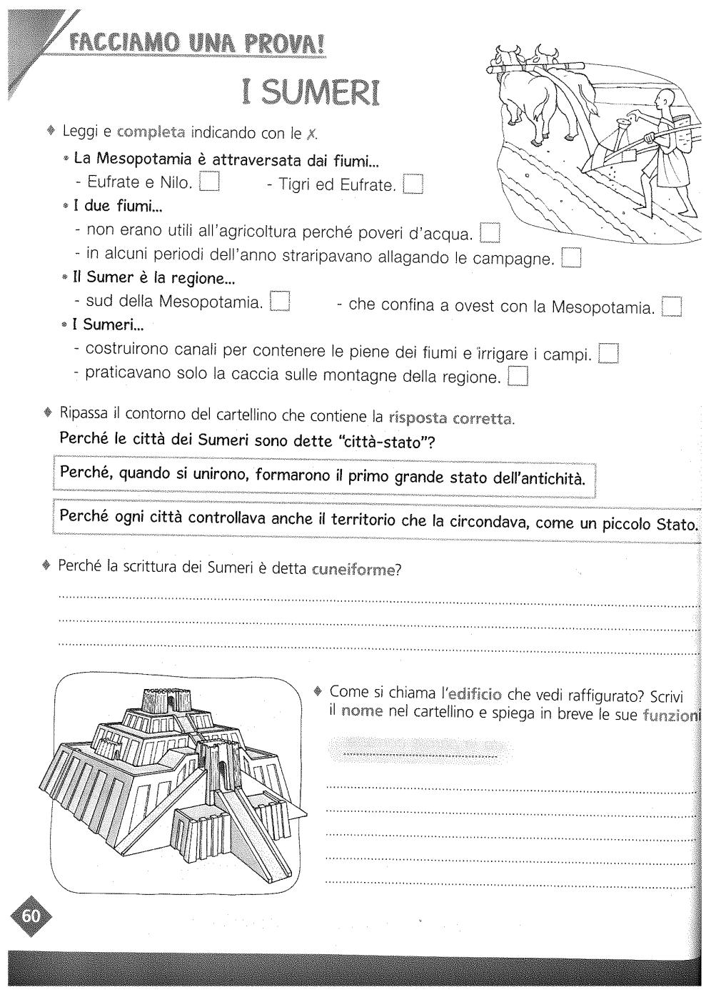 FACCIAMO UNA PROVA!
I SUMERI
Leggi e completa indicando con le X.
• La Mesopotamia è attraversata dai fiumi...
- Eufrate e Nilo. - Tigri ed Eufrate.
• I due fiumi...
- non erano utili all'agricoltura perché poveri d'acqua.
- in alcuni periodi dell'anno straripavano allagando le campagne.
• Il Sumer è la regione...
- sud della Mesopotamia. - che confina a ovest con la Mesopotamia.
• I Sumeri...
- costruirono canali per contenere le piene dei fiumi e irrigare i campi.
- praticavano solo la caccia sulle montagne della regione.
Ripassa il contorno del cartellino che contiene la risposta corretta.
Perché le città dei Sumeri sono dette "città-stato"?
Perché, quando si unirono, formarono il primo grande stato dell'antichità.
Perché ogni città controllava anche il territorio che la circondava, come un piccolo Stato.
Perché la scrittura dei Sumeri è detta cuneiforme?
Come si chiama l'edificio che vedi raffigurato? Scrivi
il nome nel cartellino e spiega in breve le sue funzioni
60